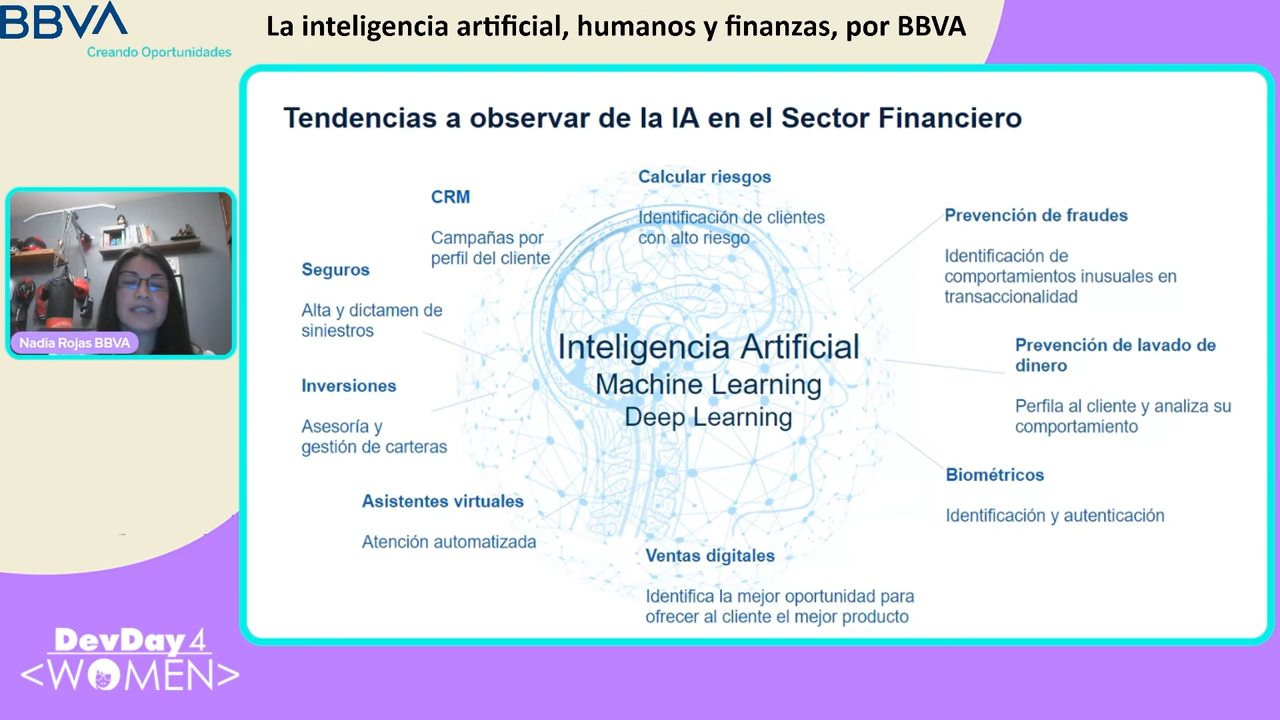 BBVA
Creando Oportunidades
La inteligencia artificial, humanos y finanzas, por BBVA
Tendencias a observar de la IA en el Sector Financiero
Calcular riesgos
Identificación de clientes
con alto riesgo
CRM
Campañas por
perfil del cliente
Prevención de fraudes
Identificación de
comportamientos inusuales en
transaccionalidad
Seguros
Alta y dictamen de
siniestros
Inteligencia Artificial
Machine Learning
Deep Learning
Prevención de lavado de
dinero
Perfila al cliente y analiza su
comportamiento
Inversiones
Asesoría y
gestión de carteras
Biométricos
Identificación y autenticación
Asistentes virtuales
Atención automatizada
Ventas digitales
Identifica la mejor oportunidad para
ofrecer al cliente el mejor producto
Nadia Rojas BBVA
DevDay 4
<WOMEN>